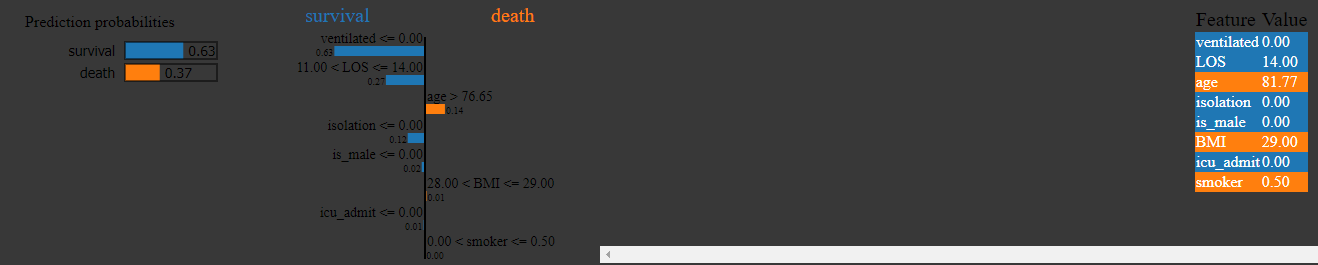 Prediction probabilities
survival 0.63
death 0.37
survival death
ventilated <= 0.00
0.63
11.00 < LOS <= 14.00
0.27
age > 76.65
0.14
isolation <= 0.00
0.12
is_male <= 0.00
0.02
28.00 < BMI <= 29.00
0.01
icu_admit <= 0.00
0.01
0.00 < smoker <= 0.50
0.00
Feature Value
ventilated 0.00
LOS 14.00
age 81.77
isolation 0.00
is_male 0.00
BMI 29.00
icu_admit 0.00
smoker 0.50